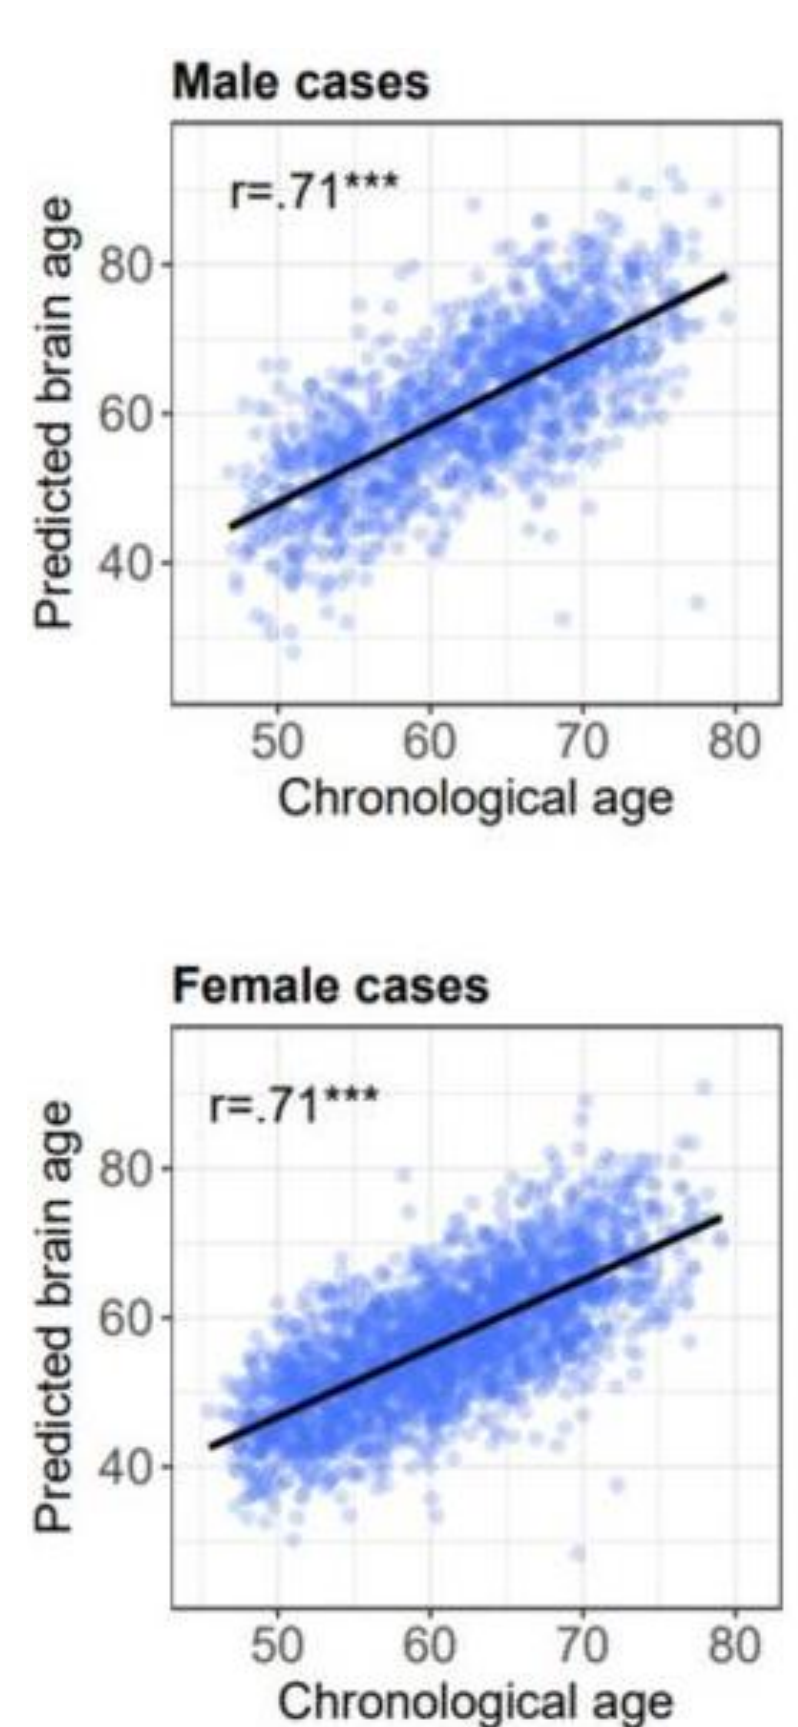 Male cases
r=.71***
Predicted brain age
80
60
40
50 60 70 80
Chronological age
Female cases
r=.71***
Predicted brain age
80
60
40
50 60 70 80
Chronological age